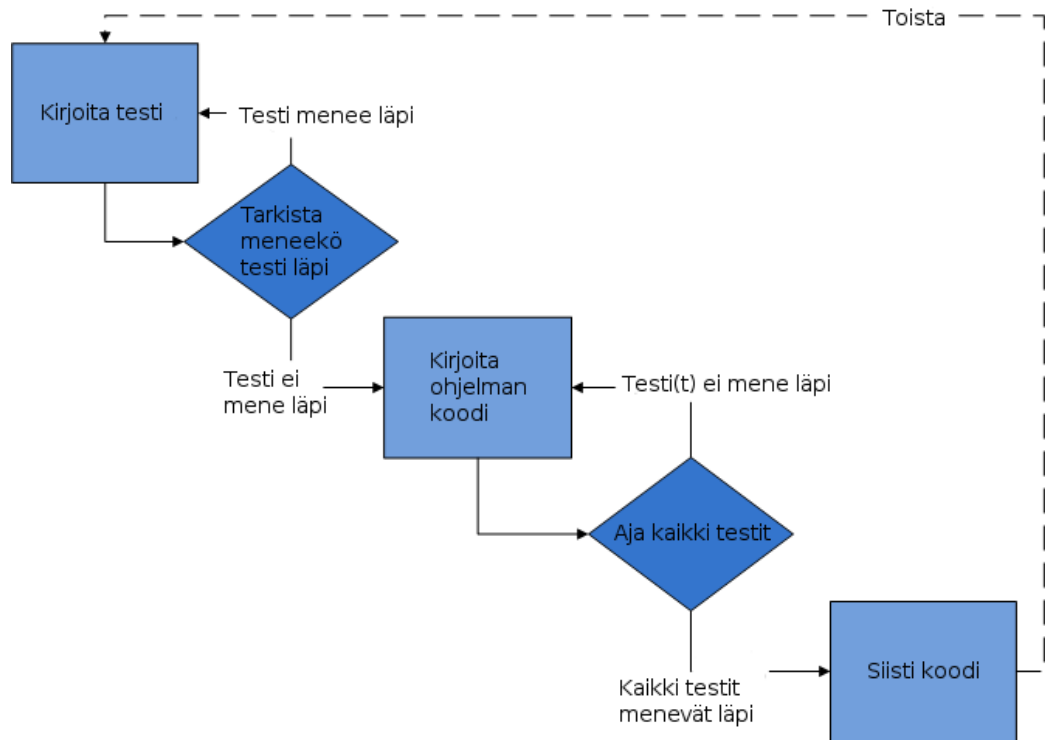 Toista
Kirjoita testi
Testi menee läpi
Tarkista
meneekö
testi läpi
Testi ei
mene läpi
Kirjoita
ohjelman
koodi
Testi(t) ei mene läpi
Aja kaikki testit
Kaikki testit
menevät läpi
Siisti koodi